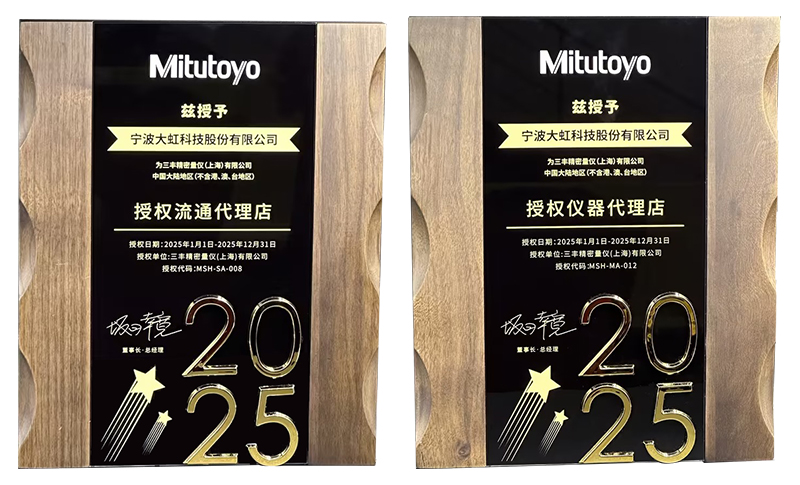 Mitutoyo
兹授予
宁波大虹科技股份有限公司
为三丰精密量仪(上海)有限公司
中国大陆地区(不含港、澳、台地区)
授权流通代理店
授权日期:2025年1月1日-2025年12月31日
授权单位:三丰精密量仪(上海)有限公司
授权代码:MSH-SA-008
董事长·总经理
20
25
Mitutoyo
兹授予
宁波大虹科技股份有限公司
为三丰精密量仪(上海)有限公司
中国大陆地区(不含港、澳、台地区)
授权仪器代理店
授权日期:2025年1月1日-2025年12月31日
授权单位:三丰精密量仪(上海)有限公司
授权代码:MSH-MA-012
董事长·总经理
20
25